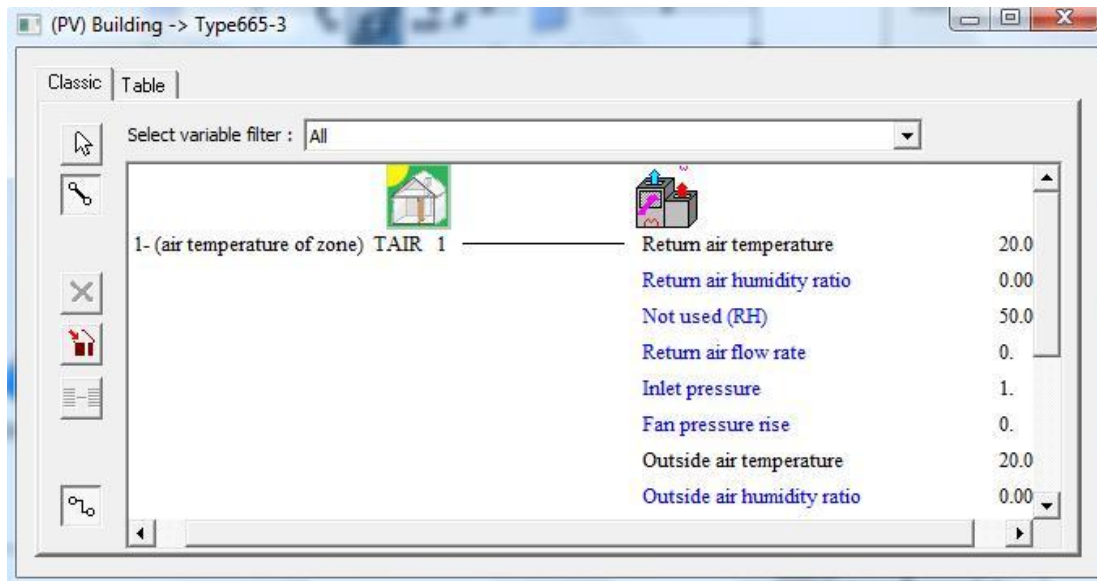 (PV) Building -> Type665-3
Classic Table
Select variable filter : All
1- (air temperature of zone) TAIR 1 Return air temperature 20.0
Return air humidity ratio 0.00
Not used (RH) 50.0
Return air flow rate 0.
Inlet pressure 1.
Fan pressure rise 0.
Outside air temperature 20.0
Outside air humidity ratio 0.00